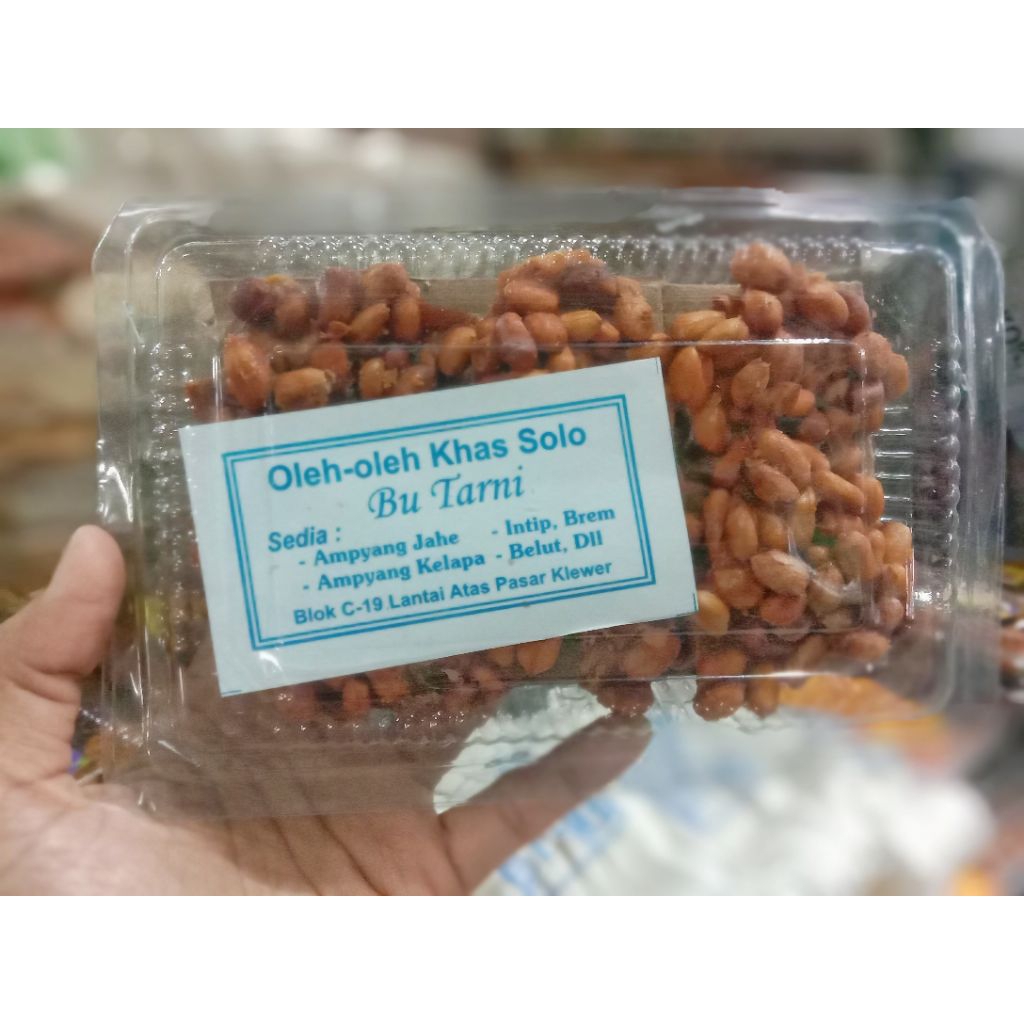 Oleh-oleh Khas Solo
Bu Tarni
Sedia :
- Ampyang Jahe - Intip, Brem
- Ampyang Kelapa - Belut, Dll
Blok C-19 Lantai Atas Pasar Klewer